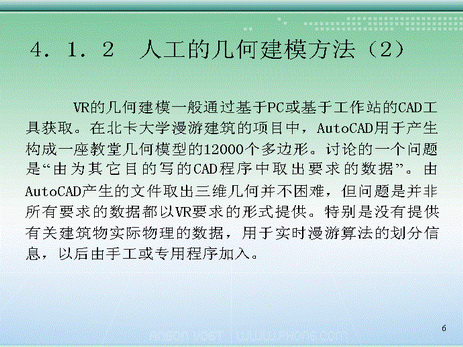 4．1．2　人工的几何建模方法（2）
VR的几何建模一般通过基于PC或基于工作站的CAD工
具获取。在北卡大学漫游建筑的项目中，AutoCAD用于产生
构成一座教堂几何模型的12000个多边形。讨论的一个问题
是“由为其它目的写的CAD程序中取出要求的数据”。由
AutoCAD产生的文件取出三维几何并不困难，但问题是并非
所有要求的数据都以VR要求的形式提供。特别是没有提供
有关建筑物实际物理的数据，用于实时漫游算法的划分信
息，以后由手工或专用程序加入。
6